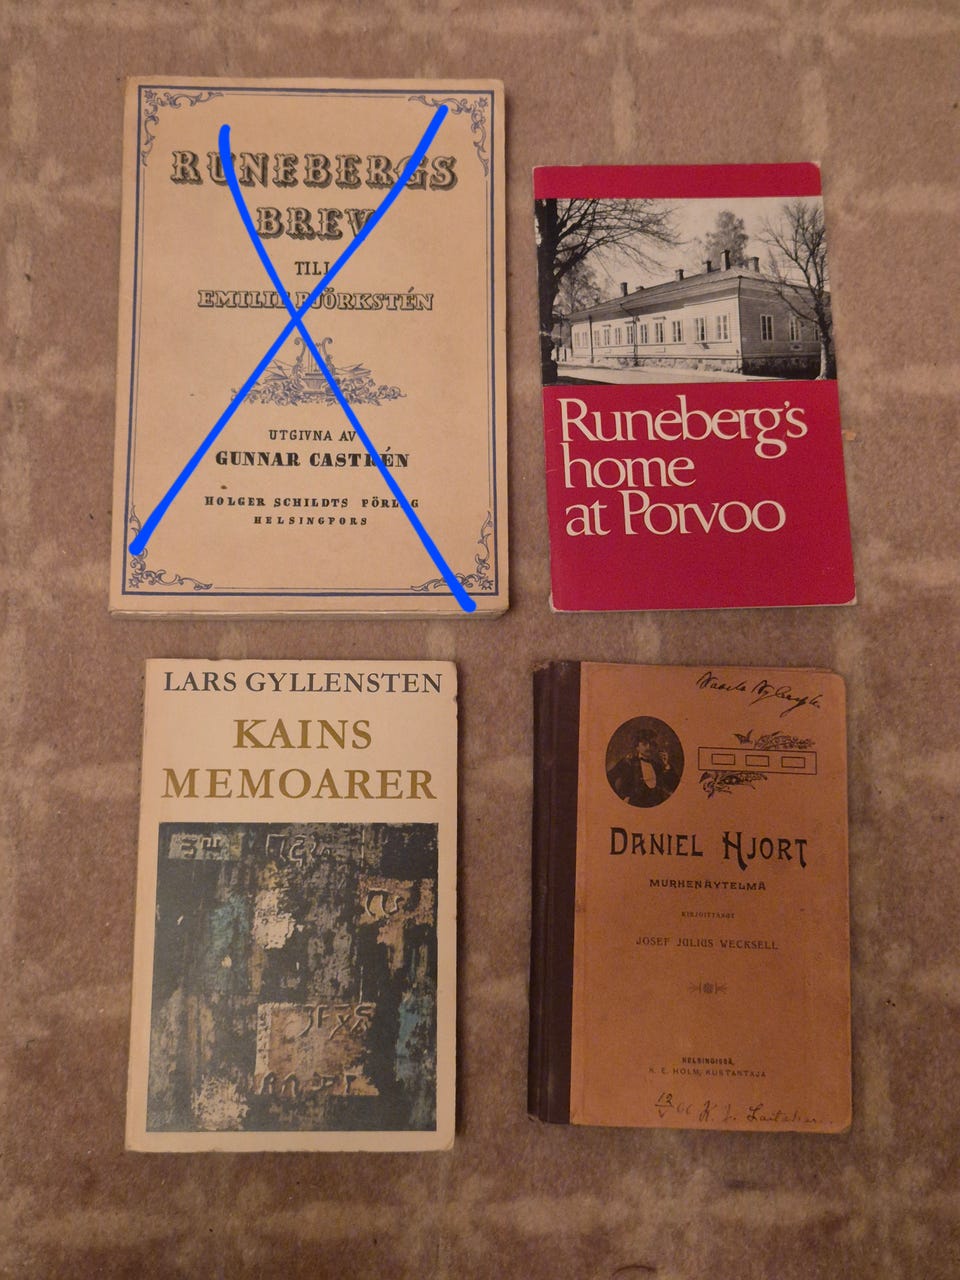 RUNEBERGS
BREV
TILL
EMILIE BJÖRKSTÉN
UTGIVNA AV
GUNNAR CASTRÉN
HOLGER SCHILDTS FÖRLAG
HELSINGFORS
Runeberg's
home
at Porvoo
LARS GYLLENSTEN
KAINS
MEMOARER
DANIEL HJORT
MURHENÄYTELMÄ
KIRJOITTANUT
JOSEF JULIUS WECKSELL
HELSINGISSÄ,
K. E. HOLM, KUSTANTAJA